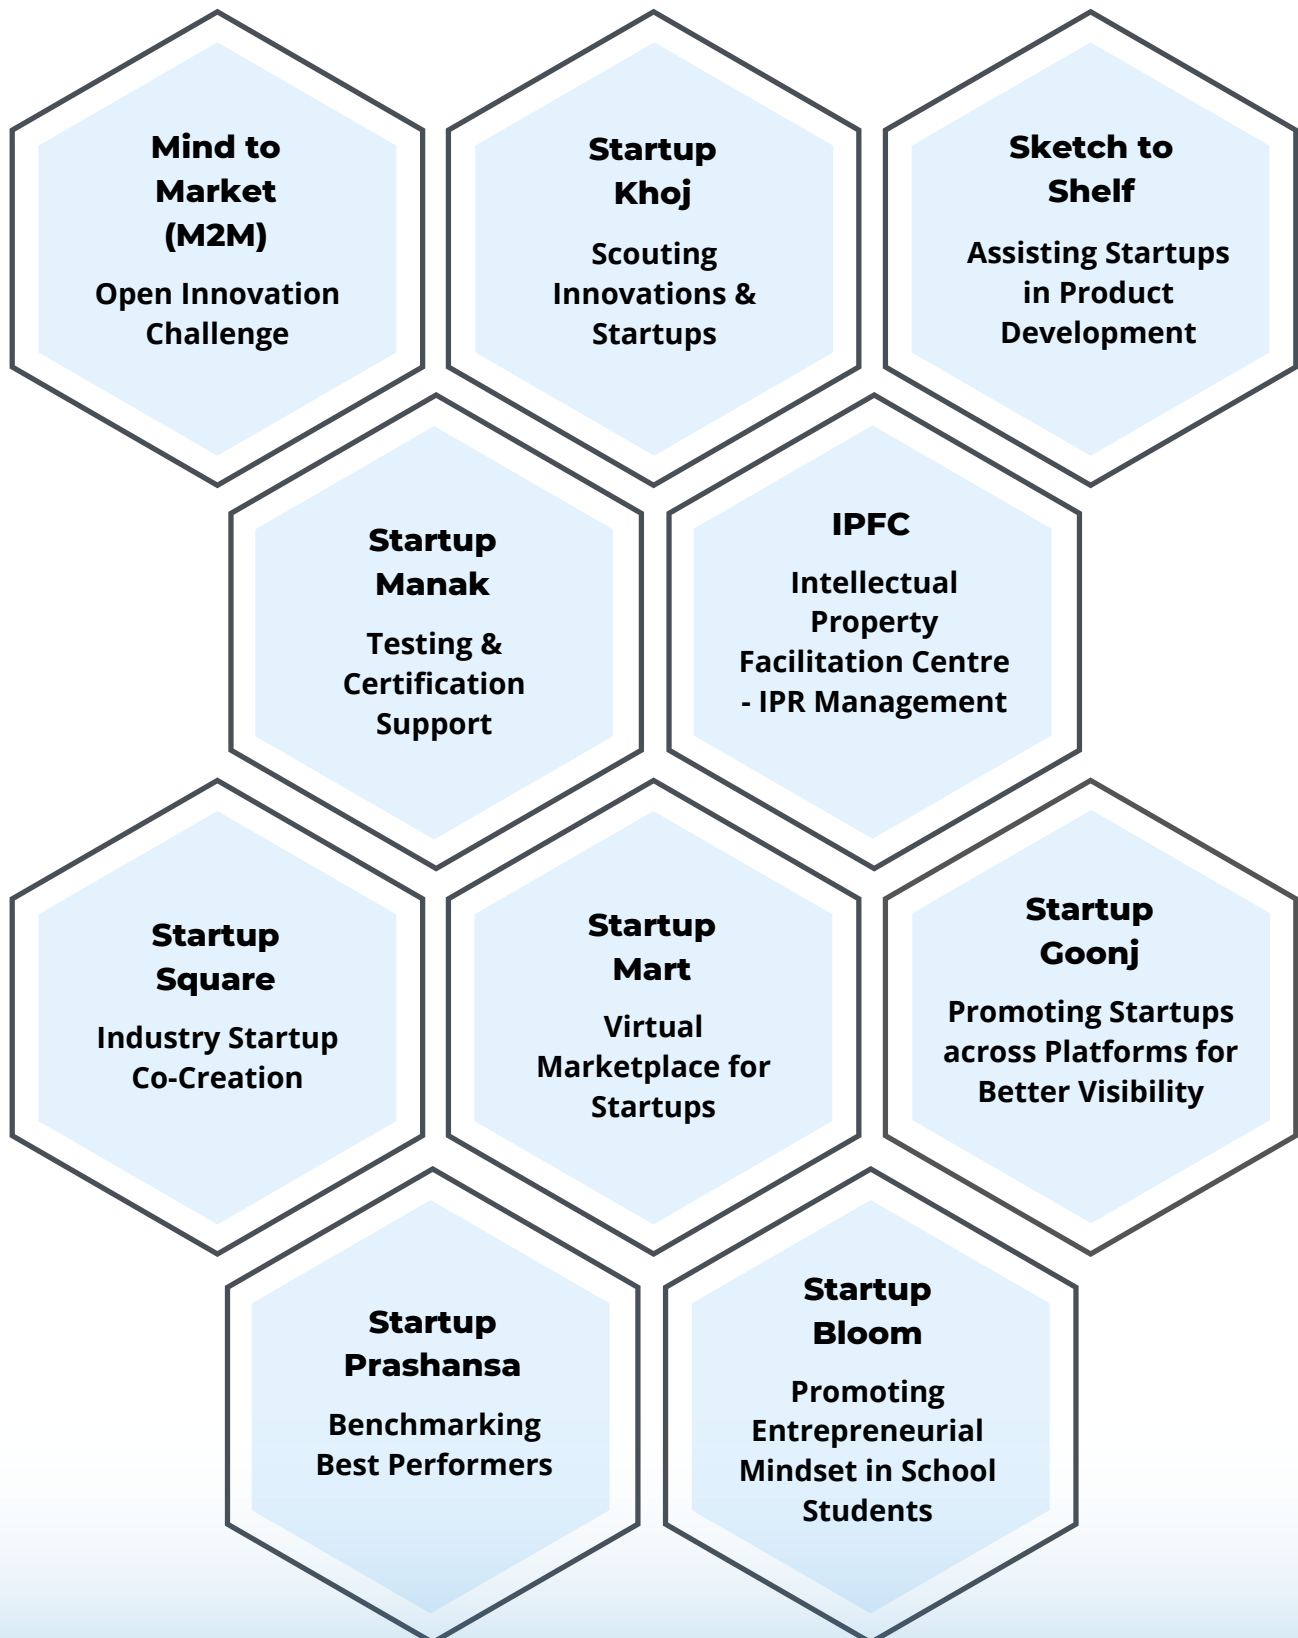 Mind to
Market
(M2M)
Open Innovation
Challenge
Startup
Khoj
Scouting
Innovations &
Startups
Sketch to
Shelf
Assisting Startups
in Product
Development
Startup
Manak
Testing &
Certification
Support
IPFC
Intellectual
Property
Facilitation Centre
- IPR Management
Startup
Square
Industry Startup
Co-Creation
Startup
Mart
Virtual
Marketplace for
Startups
Startup
Goonj
Promoting Startups
across Platforms for
Better Visibility
Startup
Prashansa
Benchmarking
Best Performers
Startup
Bloom
Promoting
Entrepreneurial
Mindset in School
Students